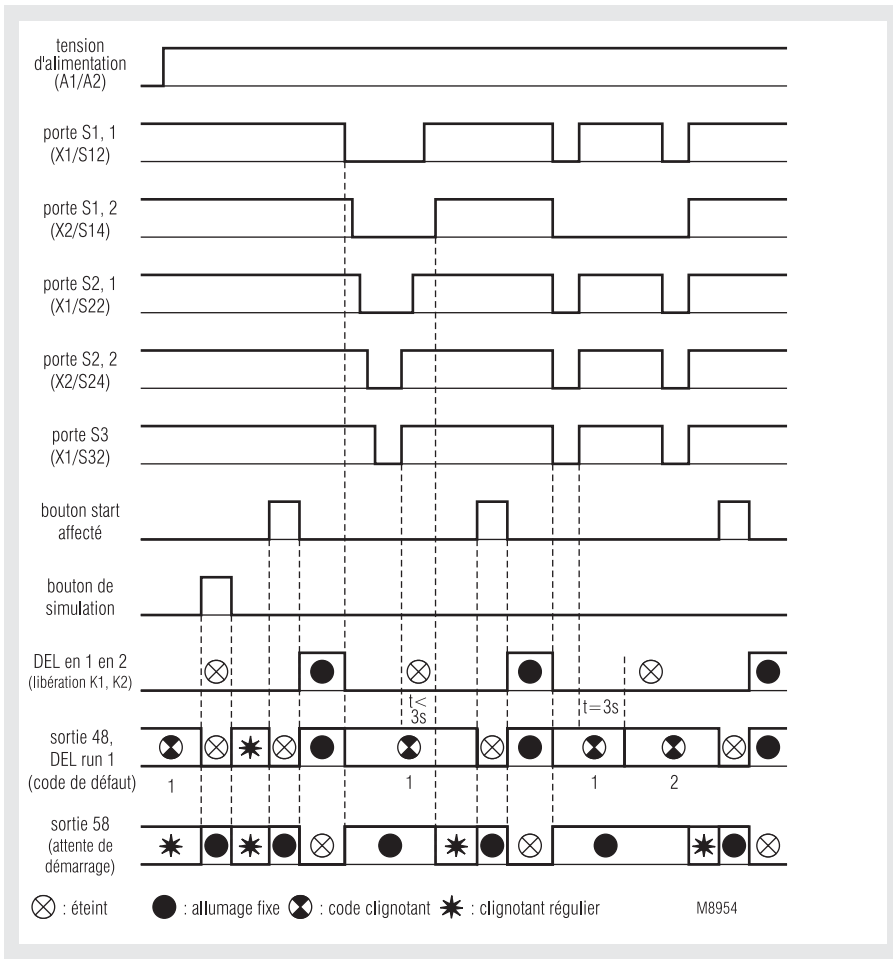 tension
d'alimentation
(A1/A2)
porte S1, 1
(X1/S12)
porte S1, 2
(X2/S14)
porte S2, 1
(X1/S22)
porte S2, 2
(X2/S24)
porte S3
(X1/S32)
bouton start
affecté
bouton de
simulation
DEL en 1 en 2
(libération K1, K2)
t<
3s
t=3s
sortie 48,
DEL run 1
(code de défaut)
1
1
1
2
sortie 58
(attente de
démarrage)
: éteint
: allumage fixe
: code clignotant
: clignotant régulier
M8954